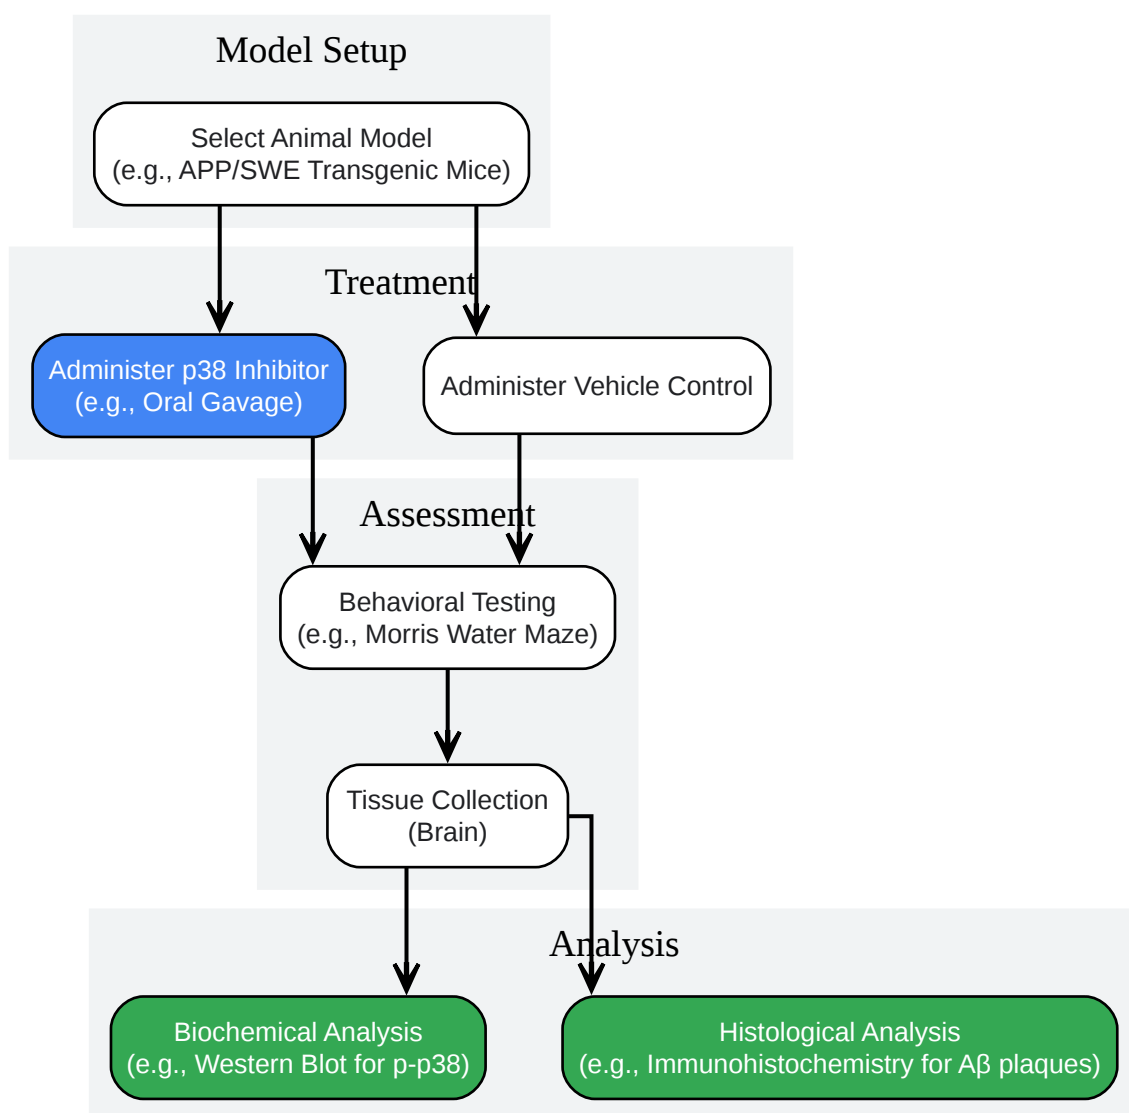 Model Setup
Select Animal Model
(e.g., APP/SWE Transgenic Mice)
Treatment
Administer p38 Inhibitor
(e.g., Oral Gavage)
Administer Vehicle Control
Assessment
Behavioral Testing
(e.g., Morris Water Maze)
Tissue Collection
(Brain)
Analysis
Biochemical Analysis
(e.g., Western Blot for p-p38)
Histological Analysis
(e.g., Immunohistochemistry for Aβ plaques)